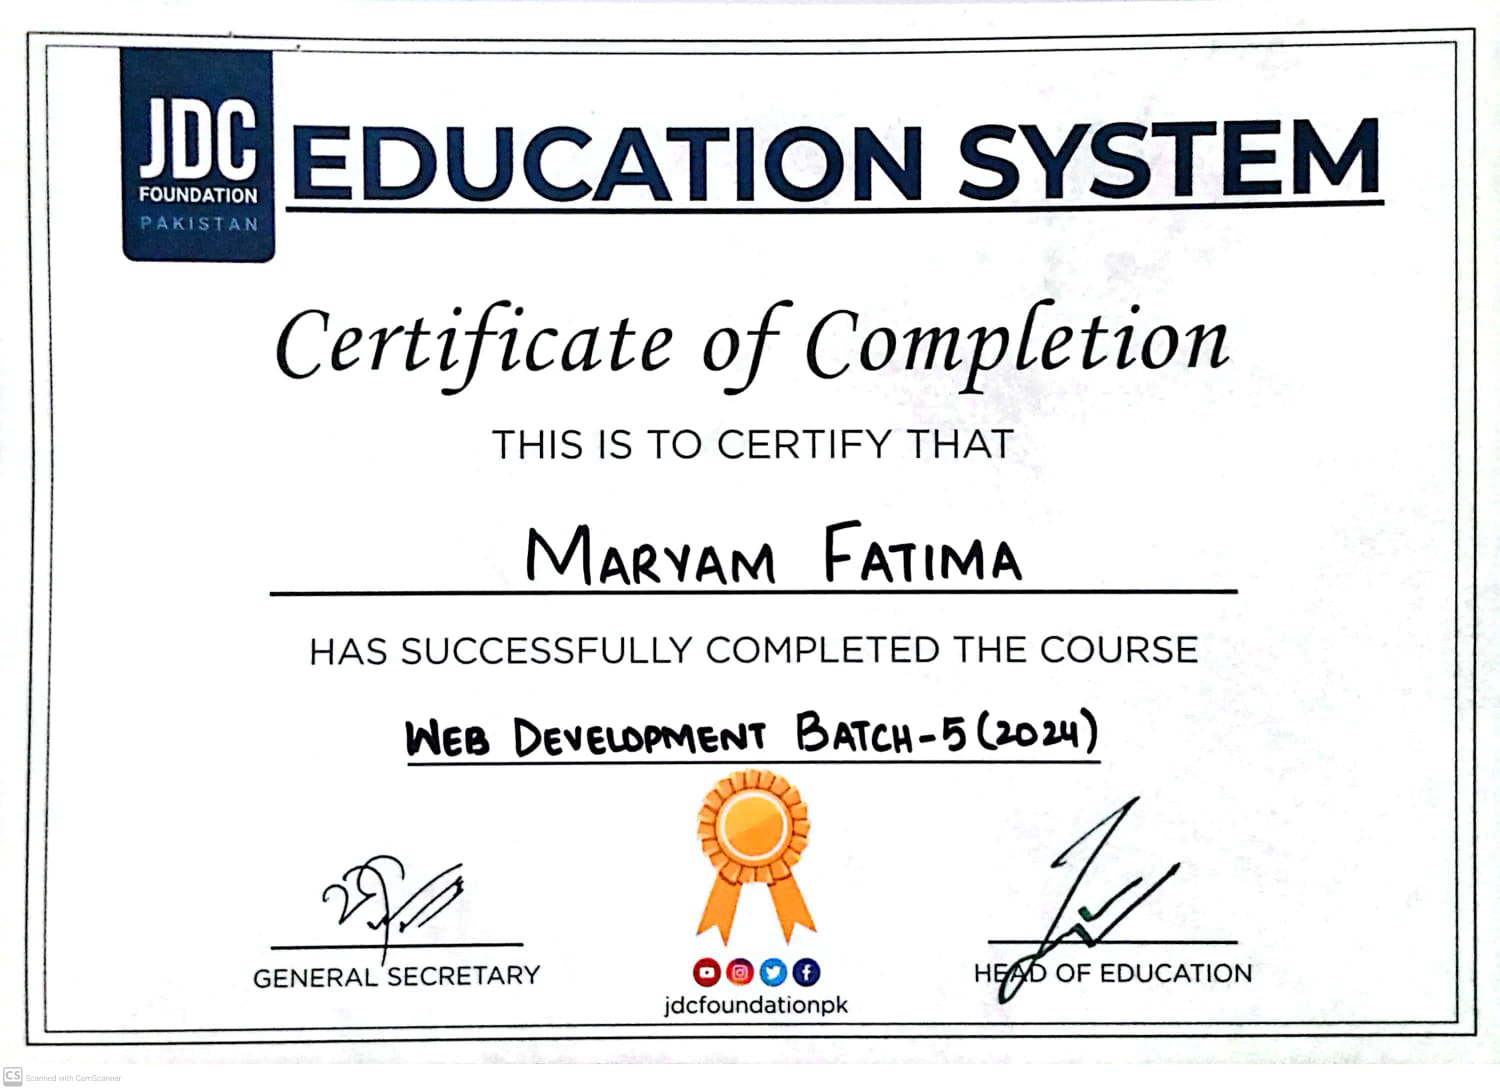 JDC
FOUNDATION
PAKISTAN
EDUCATION SYSTEM
Certificate of Completion
THIS IS TO CERTIFY THAT
MARYAM FATIMA
HAS SUCCESSFULLY COMPLETED THE COURSE
WEB DEVELOPMENT BATCH-5 (2024)
GENERAL SECRETARY
HEAD OF EDUCATION
jdcfoundationpk
CS Scanned with CamScanner